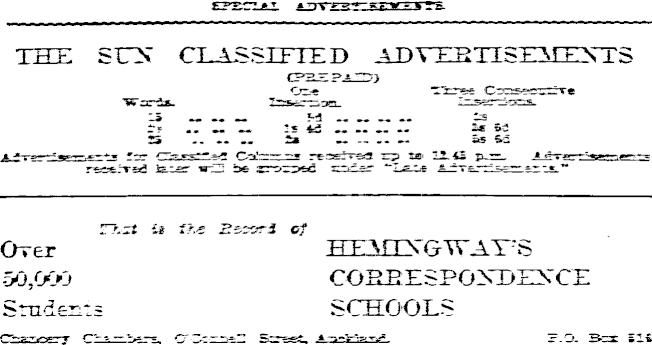 SPECIAL ADVERTISEMENTS
THE SUN CLASSIFIED ADVERTISEMENTS
(PREPAID)
One Three Consecutive
Words. Insertion. Insertions.
Advertisements for Classified Columns received up to 12.45 p.m. Advertisements
received later will be grouped under "Late Advertisements."
That is the Record of
Over HEMINGWAY'S
50,000 CORRESPONDENCE
Students SCHOOLS
Chancery Chambers, O'Connell Street, Auckland. P.O. Box 516